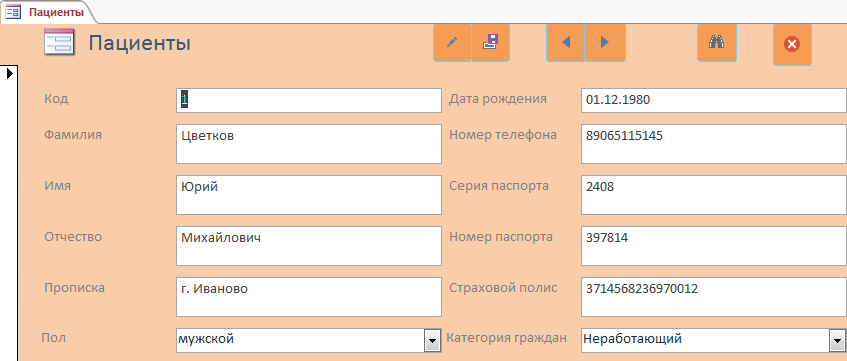 Пациенты
Пациенты
Код 1 Дата рождения 01.12.1980
Фамилия Цветков Номер телефона 89065115145
Имя Юрий Серия паспорта 2408
Отчество Михайлович Номер паспорта 397814
Прописка г. Иваново Страховой полис 3714568236970012
Пол мужской Категория граждан Неработающий